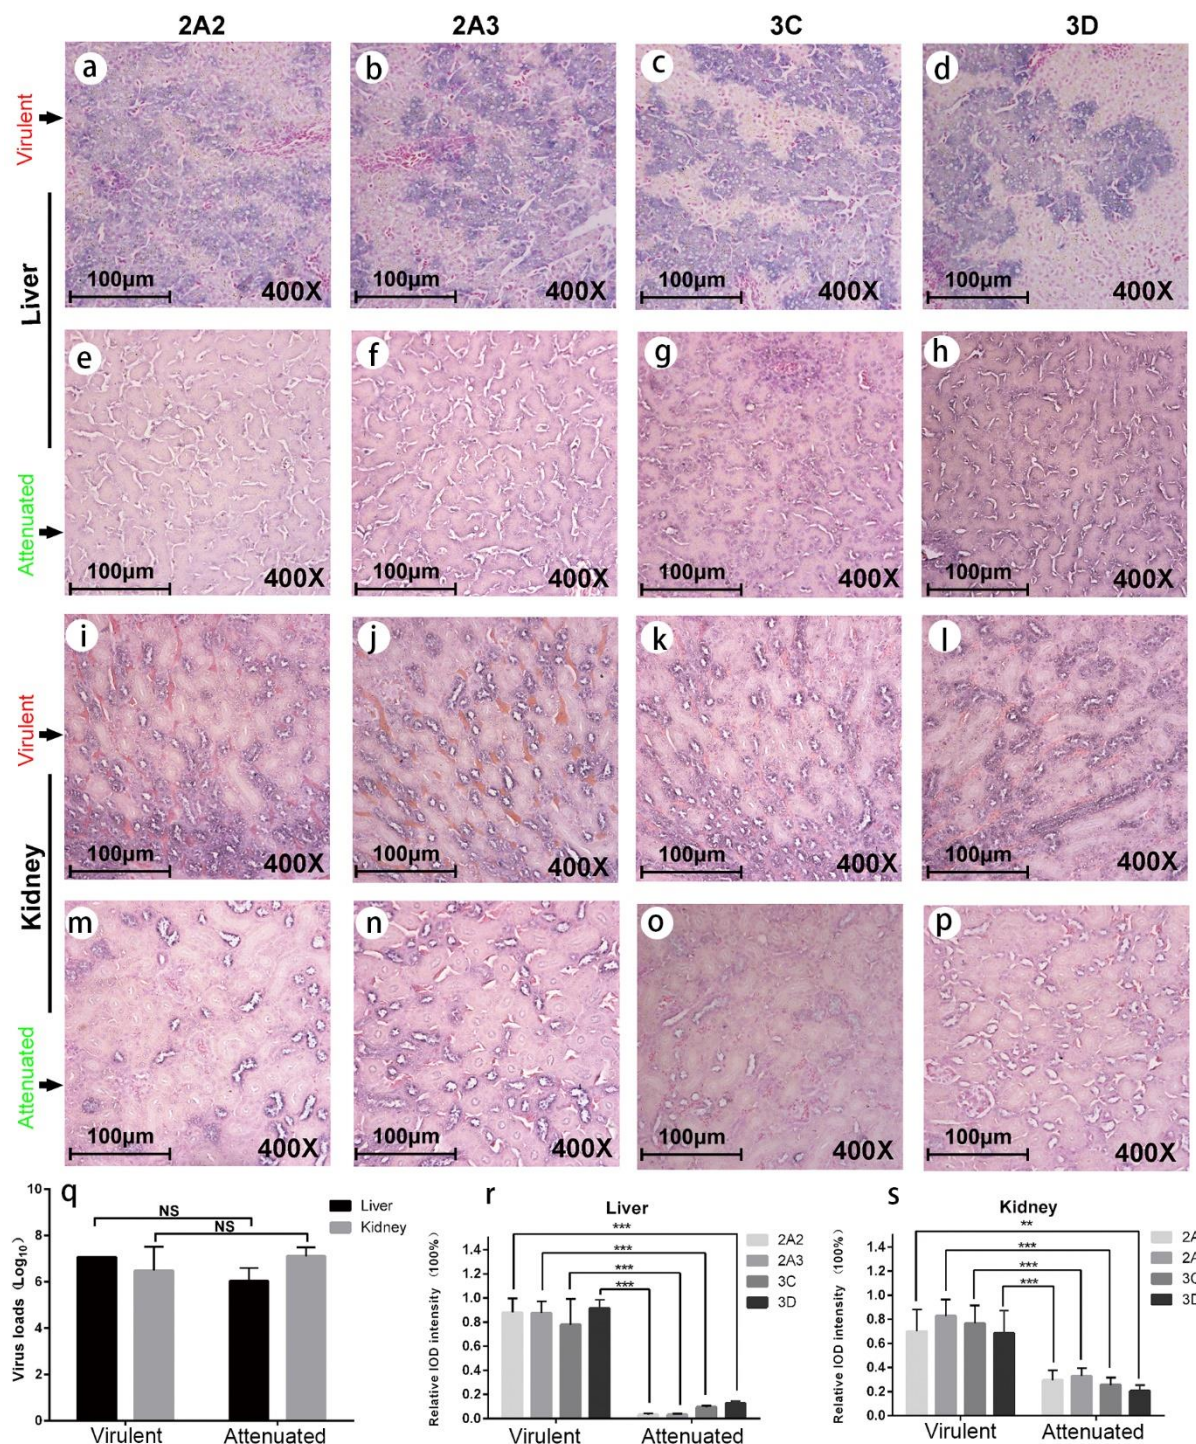 2A2 2A3 3C 3D
a b c d
Virulent
100μm 400X 100μm 400X 100μm 400X 100μm 400X
Liver
e f g h
Attenuated
100μm 400X 100μm 400X 100μm 400X 100μm 400X
i j k l
Virulent
100μm 400X 100μm 400X 100μm 400X 100μm 400X
Kidney
m n o p
Attenuated
100μm 400X 100μm 400X 100μm 400X 100μm 400X
q
Virus loads (Log10)
10
8
6
4
2
0
NS
NS
Liver
Kidney
Virulent Attenuated
r
Liver
Relative IOD intensity (100%)
1.4
1.2
1.0
0.8
0.6
0.4
0.2
0.0
***
***
***
***
2A2
2A3
3C
3D
Virulent Attenuated
s
Kidney
Relative IOD intensity (100%)
1.4
1.2
1.0
0.8
0.6
0.4
0.2
0.0
**
***
***
***
2A
2A
3C
3D
Virulent Attenuated